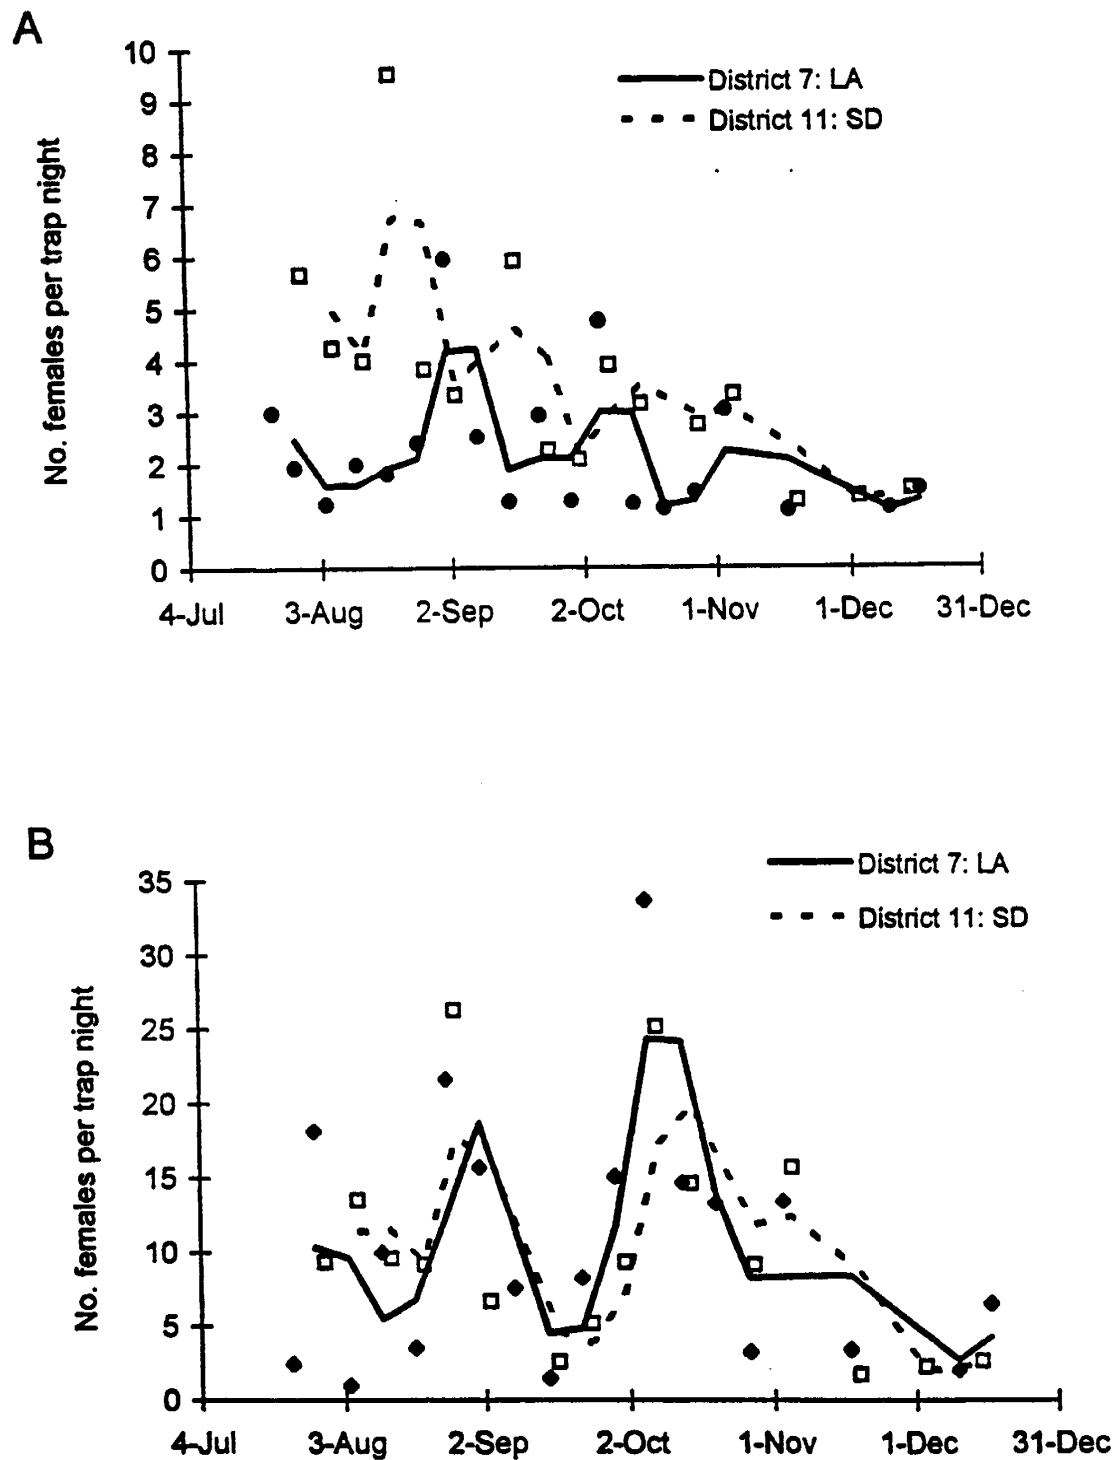 A
10
9
8
7
6
5
4
3
2
1
0
No. females per trap night
District 7: LA
District 11: SD
4-Jul 3-Aug 2-Sep 2-Oct 1-Nov 1-Dec 31-Dec
B
35
30
25
20
15
10
5
0
No. females per trap night
District 7: LA
District 11: SD
4-Jul 3-Aug 2-Sep 2-Oct 1-Nov 1-Dec 31-Dec